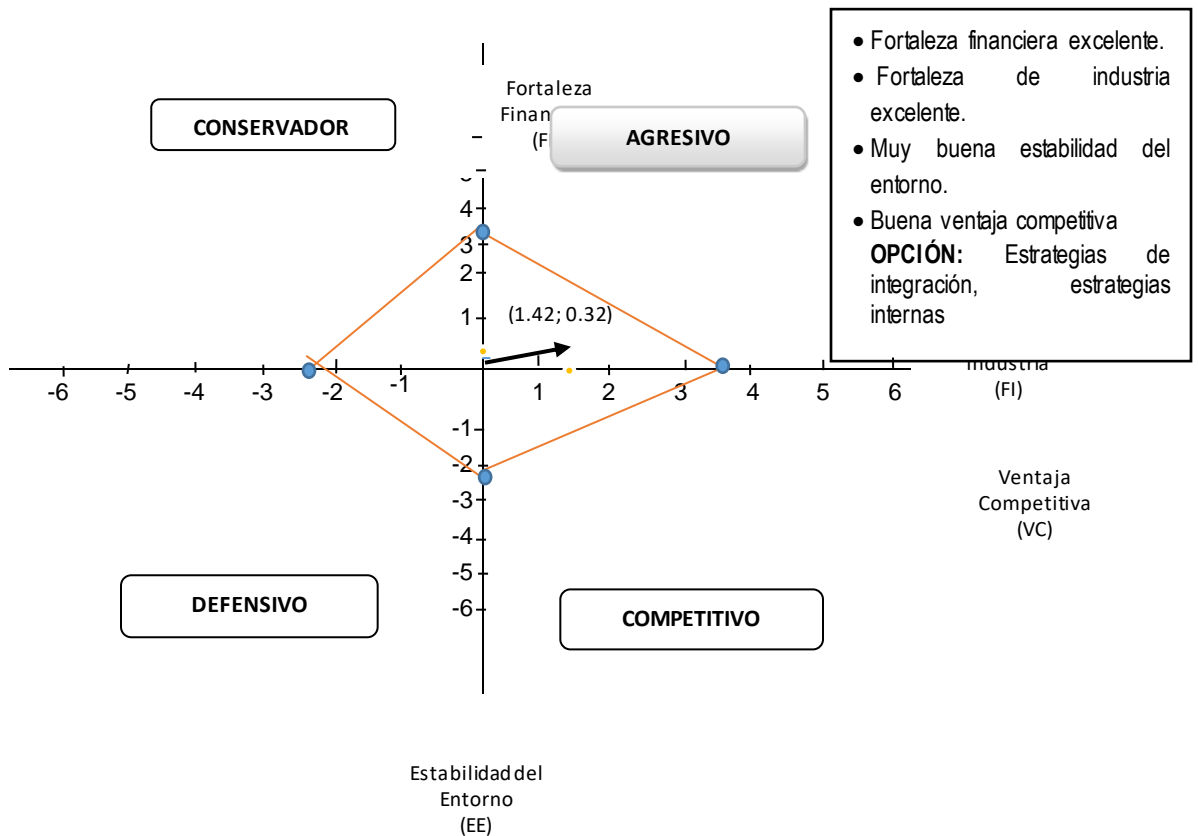 CONSERVADOR
Fortaleza
(F
AGRESIVO
• Fortaleza financiera excelente.
• Fortaleza de industria
excelente.
• Muy buena estabilidad del
entorno.
• Buena ventaja competitiva
OPCIÓN: Estrategias de
integración, estrategias
internas
4
3
2
1
(1.42; 0.32)
-6 -5 -4 -3 -2 -1 1 2 3 4 5 6
Industria
(FI)
-1
-2
-3
-4
-5
-6
Ventaja
Competitiva
(VC)
DEFENSIVO
COMPETITIVO
Estabilidad del
Entorno
(EE)